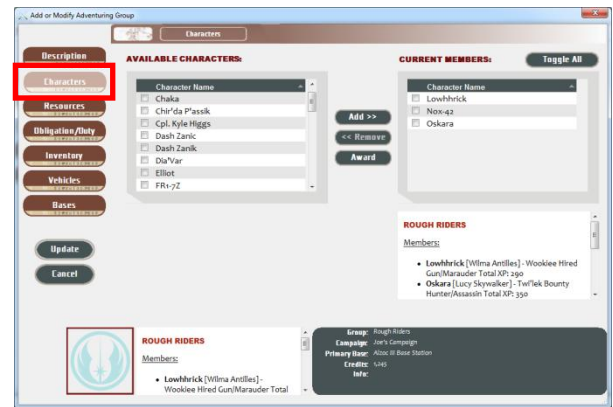 Add or Modify Adventuring Group
Characters
Description
Characters
Resources
Obligation/Duty
Inventory
Vehicles
Bases
Update
Cancel
AVAILABLE CHARACTERS:
Character Name
Chaka
Chir'da P'assik
Cpl. Kyle Higgs
Dash Zanic
Dash Zanik
Dia'Var
Elliot
FR1-7Z
Add >>
<< Remove
Award
CURRENT MEMBERS:
Toggle All
Character Name
Lowhhrick
Nox-42
Oskara
ROUGH RIDERS
Members:
• Lowhhrick [Wilma Antilles] - Wookiee Hired
Gun/Marauder Total XP: 290
• Oskara [Lucy Skywalker] - Twi'lek Bounty
Hunter/Assassin Total XP: 350
ROUGH RIDERS
Members:
• Lowhhrick [Wilma Antilles] -
Wookiee Hired Gun/Marauder Total
Group: Rough Riders
Campaign: Joe's Campaign
Primary Base: Alzoc III Base Station
Credits: 1,145
Info: